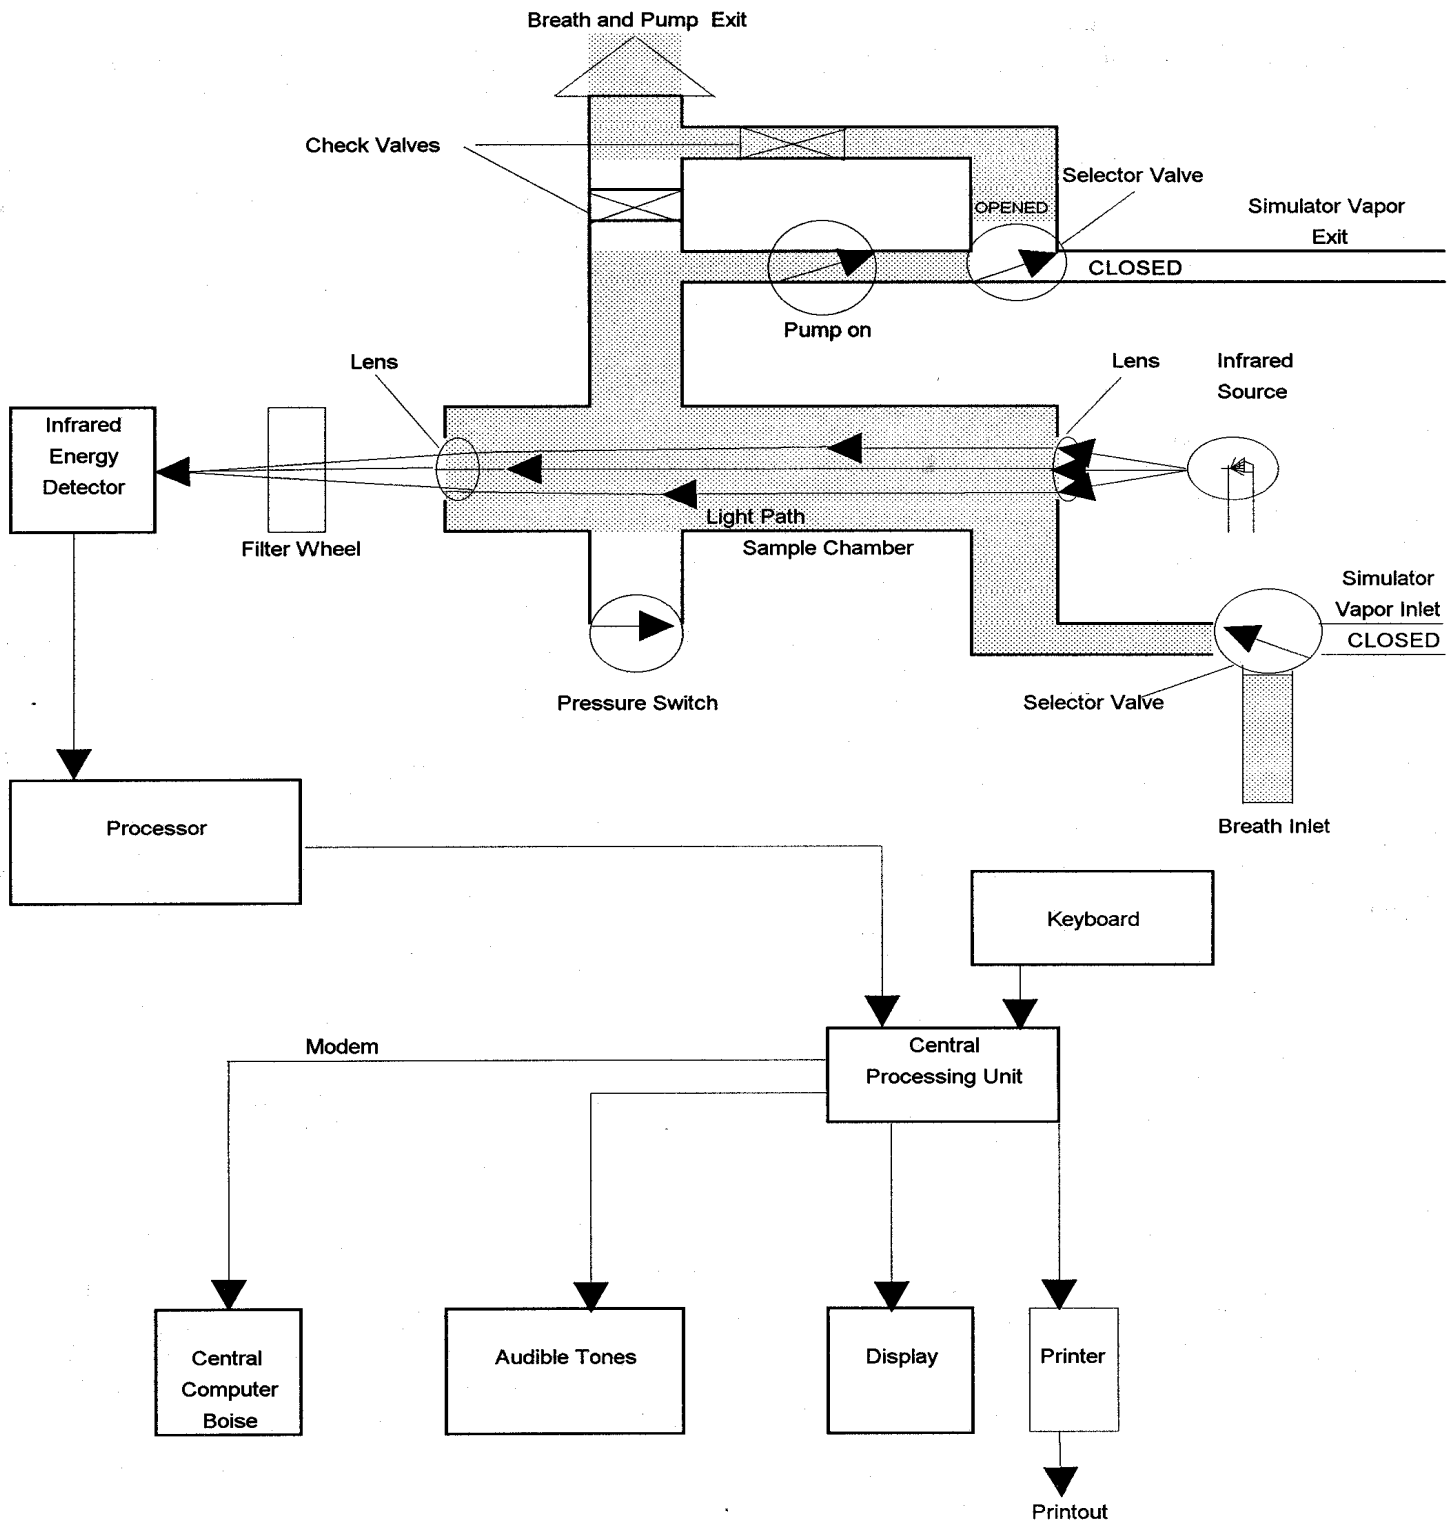 Breath and Pump Exit
Check Valves
Selector Valve
OPENED
Simulator Vapor
Exit
CLOSED
Pump on
Lens
Lens
Infrared
Source
Infrared
Energy
Detector
Light Path
Filter Wheel
Sample Chamber
Simulator
Vapor Inlet
CLOSED
Pressure Switch
Selector Valve
Breath Inlet
Processor
Keyboard
Modem
Central
Processing Unit
Central
Computer
Boise
Audible Tones
Display
Printer
Printout